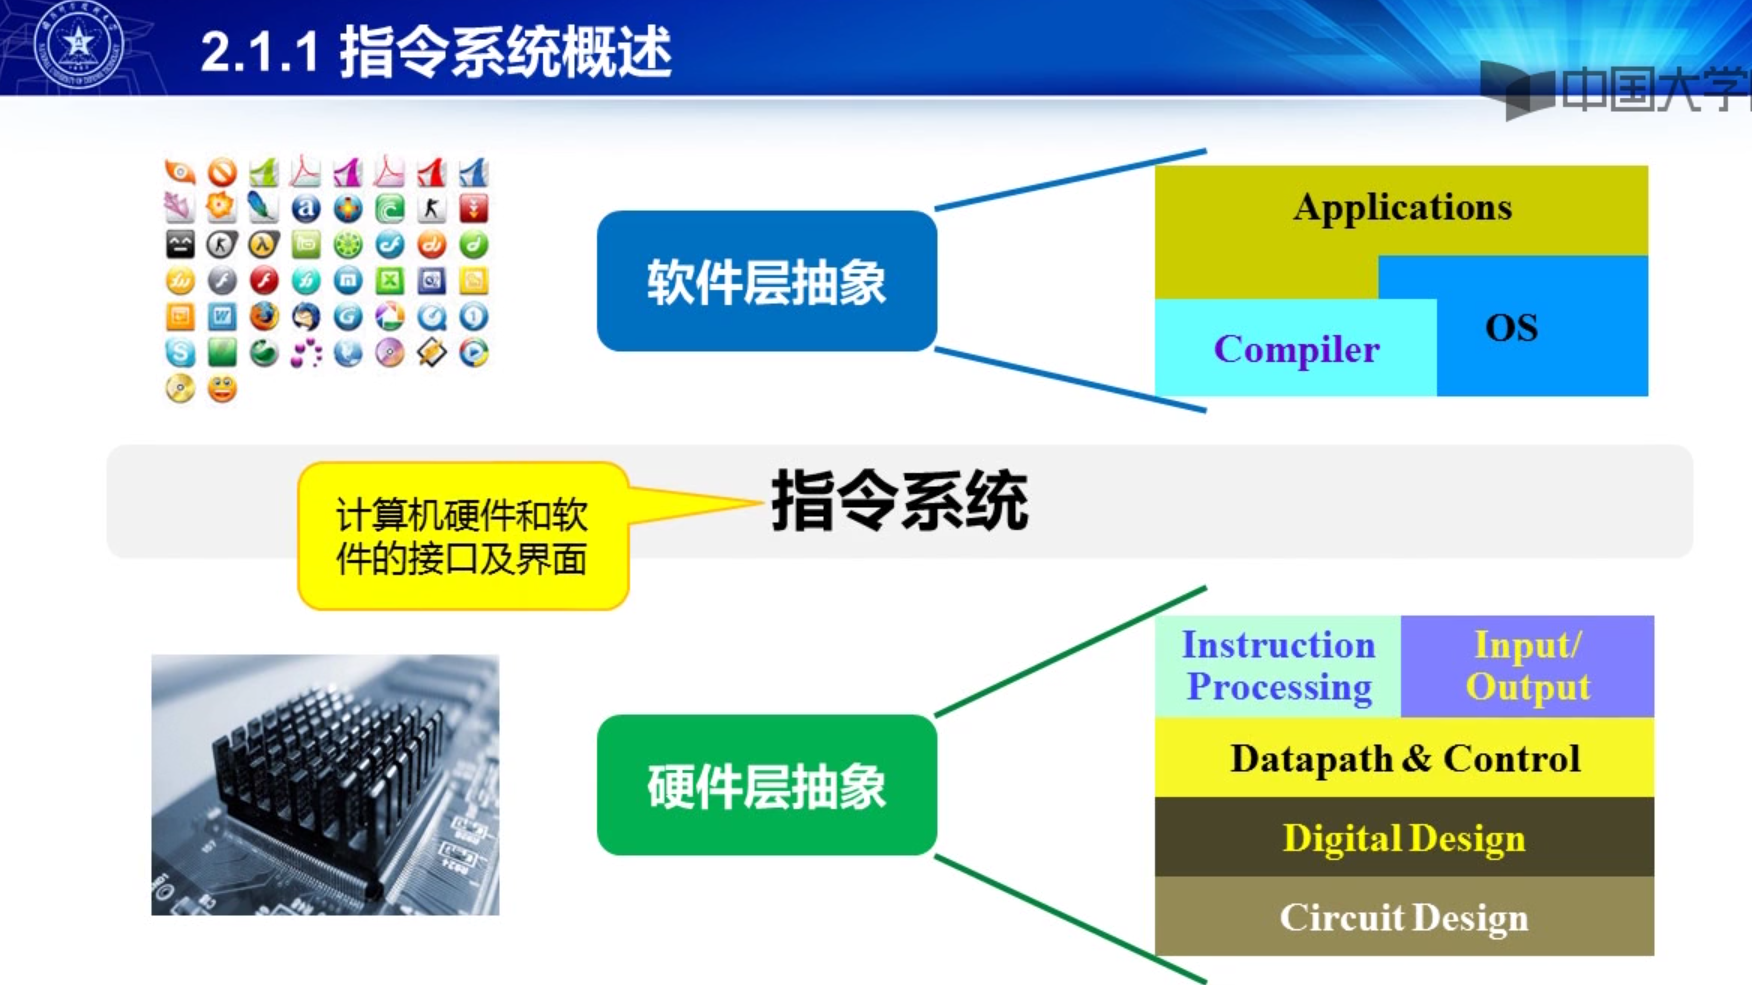 2.1.1 指令系统概述
中国大学
软件层抽象
Applications
Compiler
OS
指令系统
计算机硬件和软
件的接口及界面
硬件层抽象
Instruction
Processing
Input/
Output
Datapath & Control
Digital Design
Circuit Design